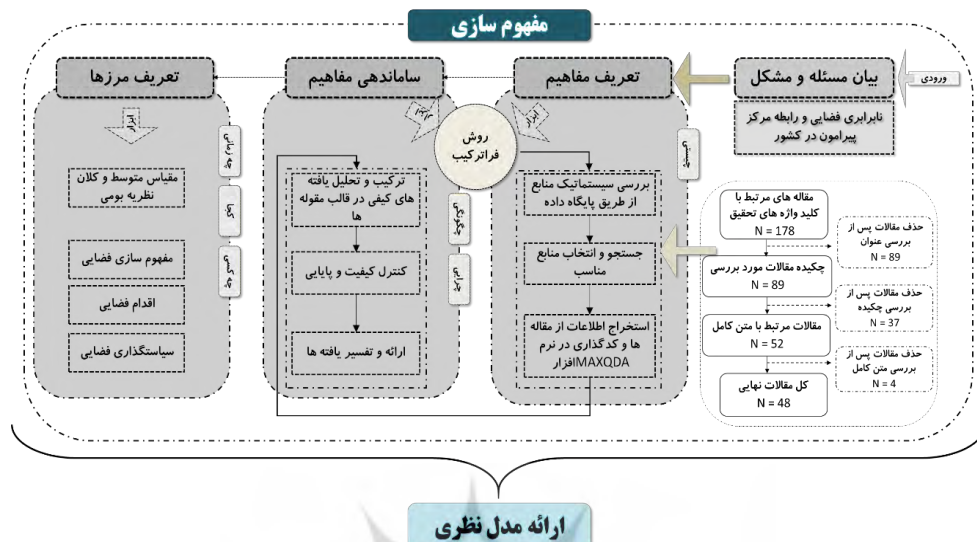 مفهوم سازی
ورودی
بیان مسئله و مشکل
نابرابری فضایی و رابطه مرکز
پیرامون در کشور
مقاله های مرتبط با
کلید واژه های تحقیق
N = 178
حذف مقالات پس از
بررسی عنوان
N = 89
چکیده مقالات مورد بررسی
N = 89
حذف مقالات پس از
بررسی چکیده
N = 37
مقالات مرتبط با متن کامل
N = 52
حذف مقالات پس از
بررسی متن کامل
N = 4
کل مقالات نهایی
N = 48
تعریف مفاهیم
ابزار
چیستی
بررسی سیستماتیک منابع
از طریق پایگاه داده
جستجو و انتخاب منابع
مناسب
استخراج اطلاعات از مقاله
ها و کدگذاری در نرم
افزارMAXQDA
روش
فراترکیب
ساماندهی مفاهیم
ابزار
چگونگی
چرایی
ترکیب و تحلیل یافته
های کیفی در قالب مقوله
ها
کنترل کیفیت و پایایی
ارائه و تفسیر یافته ها
تعریف مرزها
ابزار
چه زمانی
کجا
چه کسی
مقیاس متوسط و کلان
نظریه بومی
مفهوم سازی فضایی
اقدام فضایی
سیاستگذاری فضایی
ارائه مدل نظری